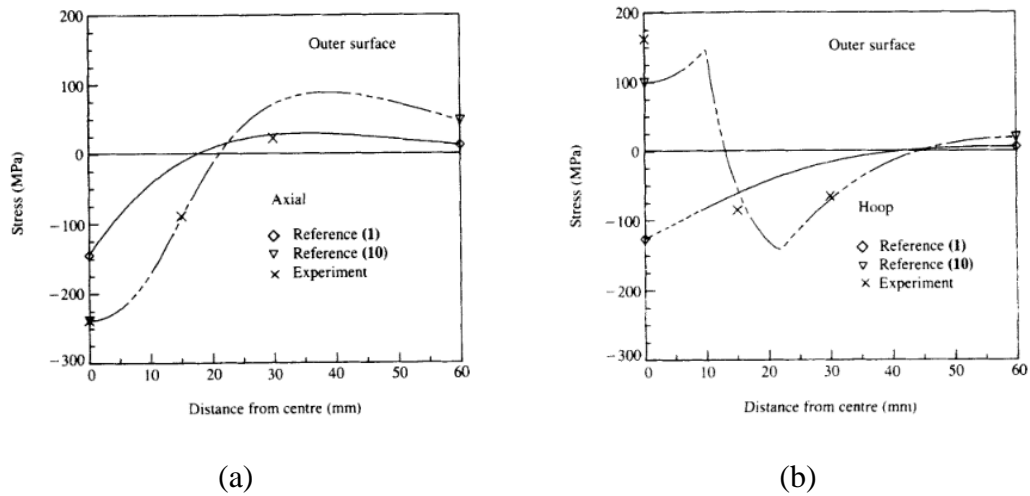 200
100
0
−100
−200
−300
Stress (MPa)
Outer surface
Axial
Reference (1)
Reference (10)
Experiment
0 10 20 30 40 50 60
Distance from centre (mm)
(a)
200
100
0
−100
−200
−300
Stress (MPa)
Outer surface
Hoop
Reference (1)
Reference (10)
Experiment
0 10 20 30 40 50 60
Distance from centre (mm)
(b)